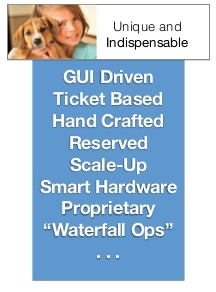 Unique and
Indispensable
GUI Driven
Ticket Based
Hand Crafted
Reserved
Scale-Up
Smart Hardware
Proprietary
“Waterfall Ops”
. . .